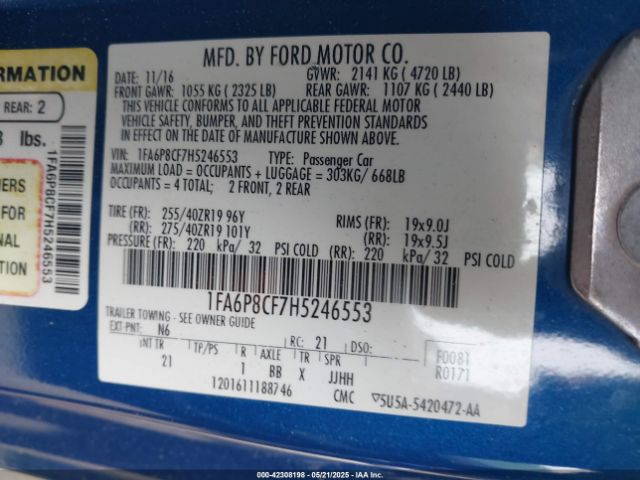 MFD. BY FORD MOTOR CO.
DATE: 11/16 GVWR: 2141 KG ( 4720 LB)
FRONT GAWR: 1055 KG ( 2325 LB) REAR GAWR: 1107 KG ( 2440 LB)
THIS VEHICLE CONFORMS TO ALL APPLICABLE FEDERAL MOTOR
VEHICLE SAFETY, BUMPER, AND THEFT PREVENTION STANDARDS
IN EFFECT ON THE DATE OF MANUFACTURE SHOWN ABOVE.
VIN: 1FA6P8CF7H5246553 TYPE: Passenger Car
MAXIMUM LOAD = OCCUPANTS + LUGGAGE = 303KG/ 668LB
OCCUPANTS = 4 TOTAL; 2 FRONT, 2 REAR
TIRE (FR): 255/40ZR19 96Y RIMS (FR): 19x9.0J
(RR): 275/40ZR19 101Y (RR): 19x9.5J
PRESSURE (FR): 220 kPa/ 32 PSI COLD (RR): 220 kPa/ 32 PSI COLD
1FA6P8CF7H5246553
TRAILER TOWING - SEE OWNER GUIDE
EXT PNT: N6 RC: 21 DSO: F0081
INT TR TP/PS R AXLE TR SPR R0171
21 1 BB X JJHH
1201611188746 CMC ▽5U5A-5420472-AA
ORMATION
REAR: 2
lbs.
1FA6P8CF7H5246553
NERS
FOR
NAL
ATION
000-42308198 — 05/21/2025 — IAA Inc.